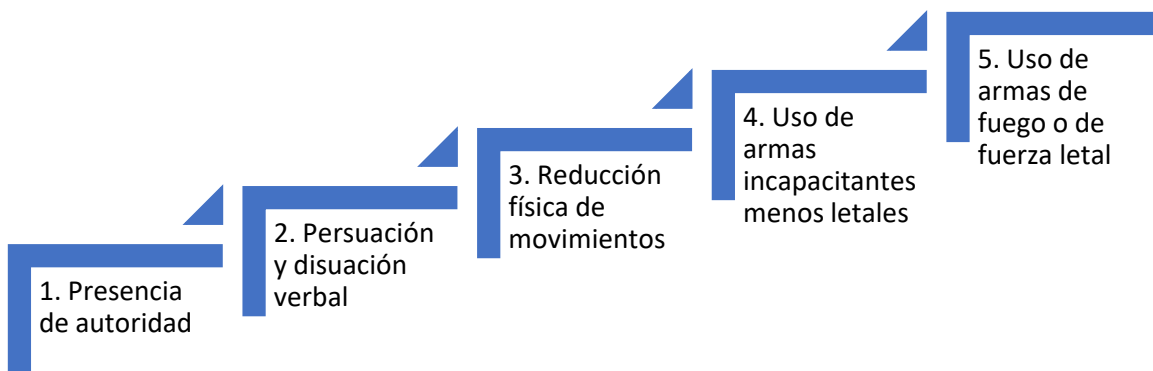 1. Presencia
de autoridad
2. Persuación
y disuación
verbal
3. Reducción
física de
movimientos
4. Uso de
armas
incapacitantes
menos letales
5. Uso de
armas de
fuego o de
fuerza letal